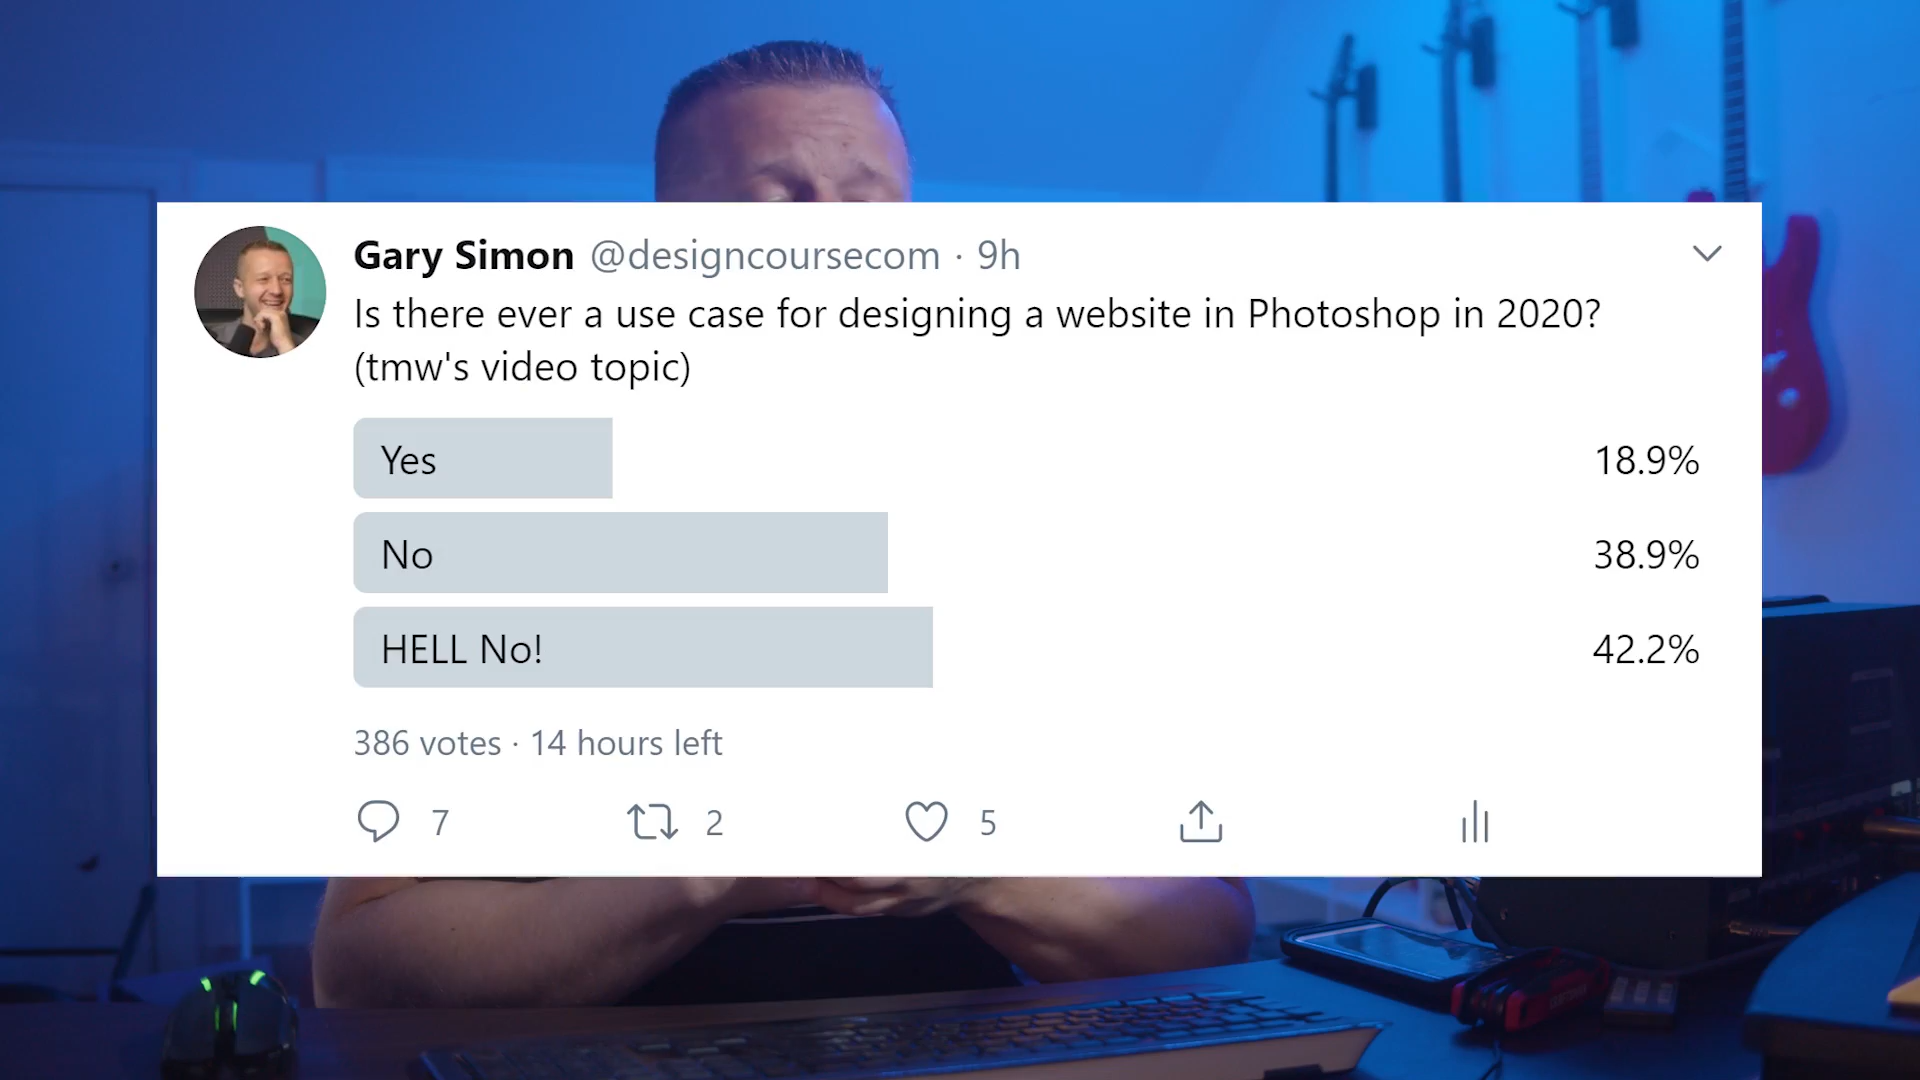 Gary Simon @designcoursecom · 9h
Is there ever a use case for designing a website in Photoshop in 2020?
(tmw's video topic)
Yes 18.9%
No 38.9%
HELL No! 42.2%
386 votes · 14 hours left
7 2 5